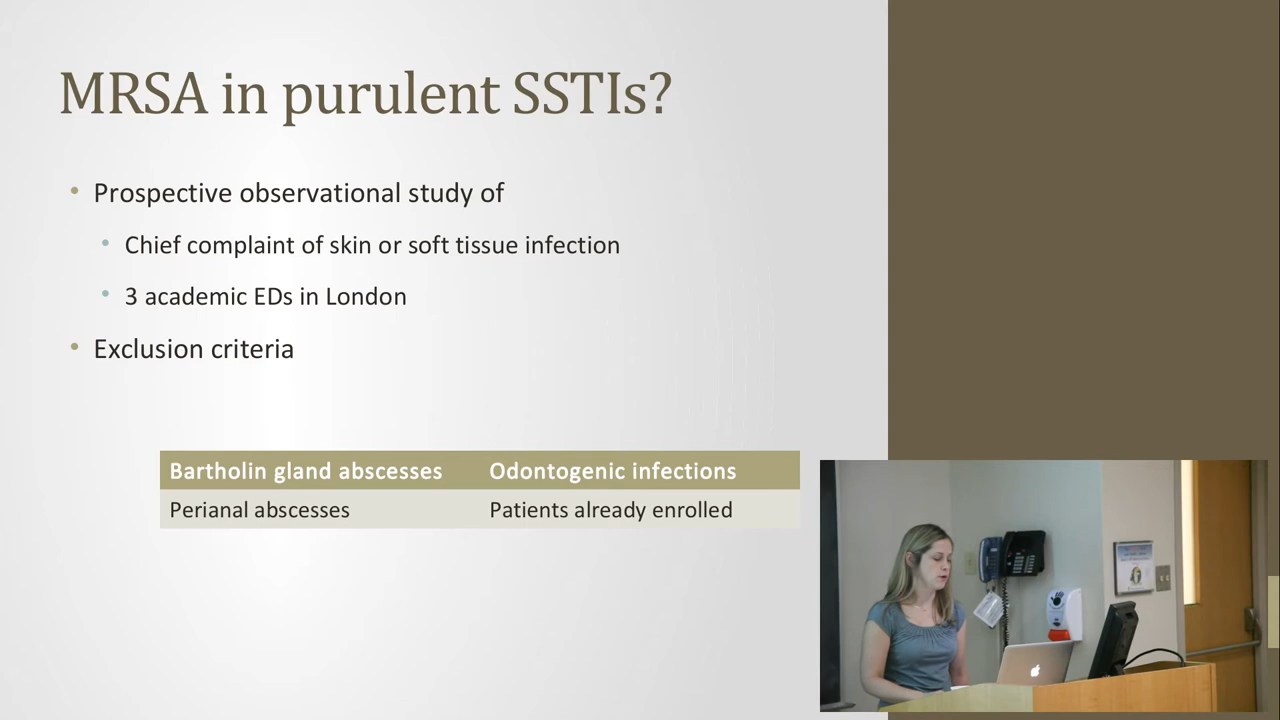 MRSA in purulent SSTIs?
• Prospective observational study of
• Chief complaint of skin or soft tissue infection
• 3 academic EDs in London
• Exclusion criteria
Bartholin gland abscesses Odontogenic infections
Perianal abscesses Patients already enrolled